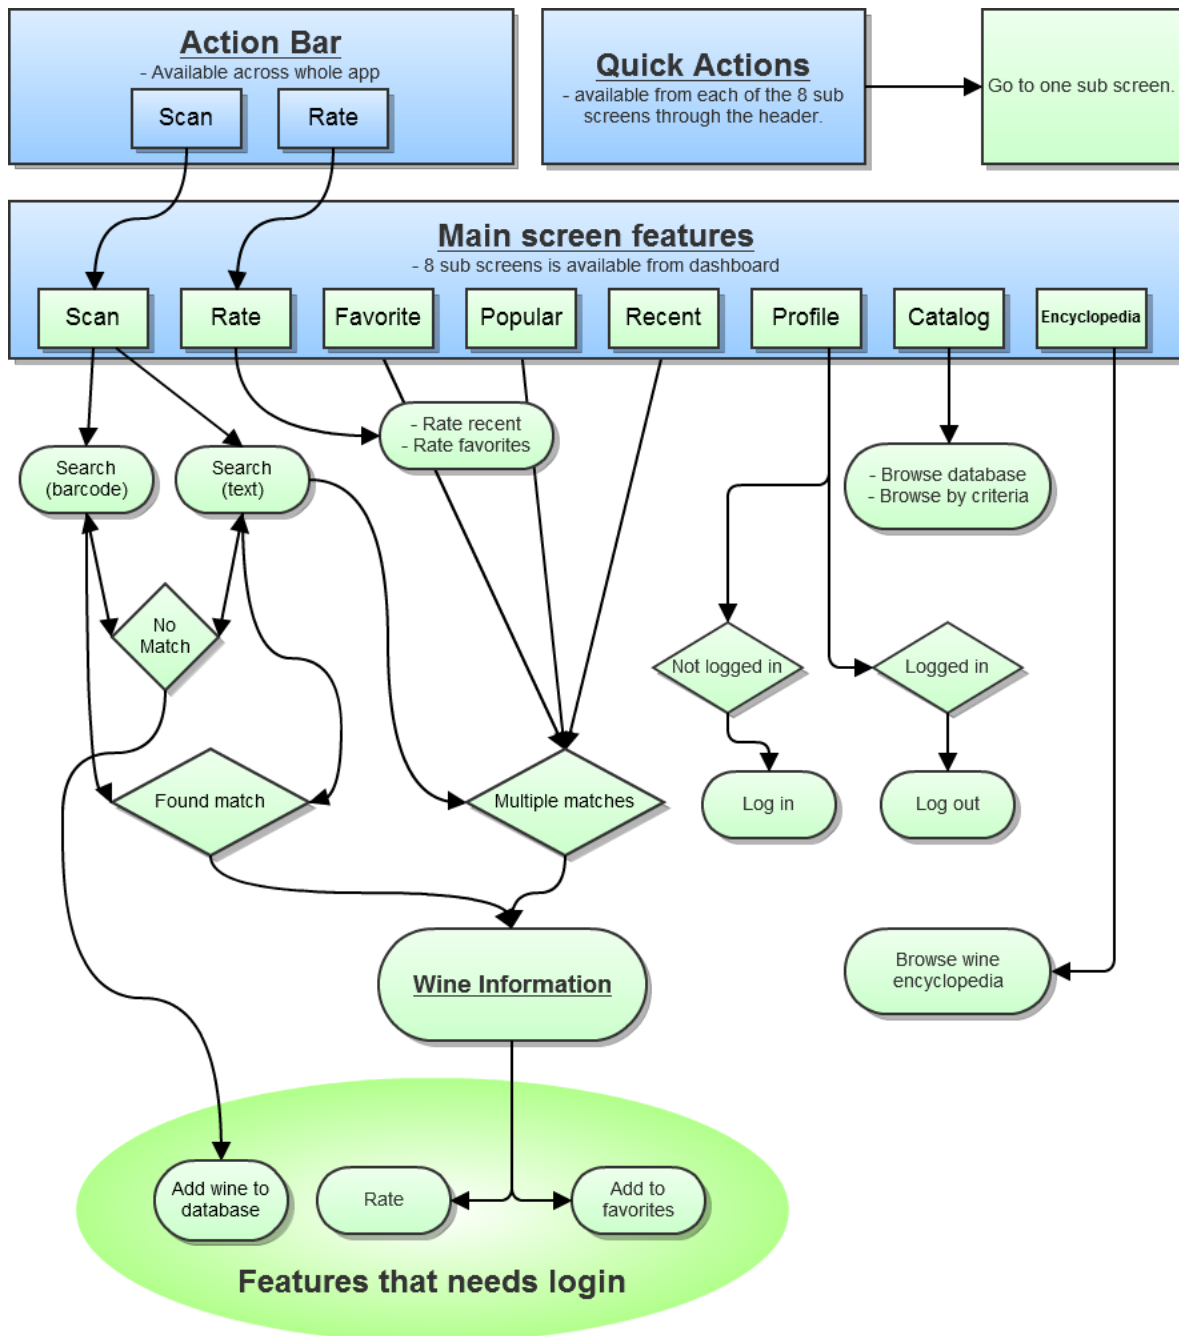 Action Bar
- Available across whole app
Scan
Rate
Quick Actions
- available from each of the 8 sub
screens through the header.
Go to one sub screen.
Main screen features
- 8 sub screens is available from dashboard
Scan
Rate
Favorite
Popular
Recent
Profile
Catalog
Encyclopedia
- Rate recent
- Rate favorites
Search
(barcode)
Search
(text)
- Browse database
- Browse by criteria
No
Match
Not logged in
Logged in
Found match
Multiple matches
Log in
Log out
Wine Information
Browse wine
encyclopedia
Add wine to
database
Rate
Add to
favorites
Features that needs login